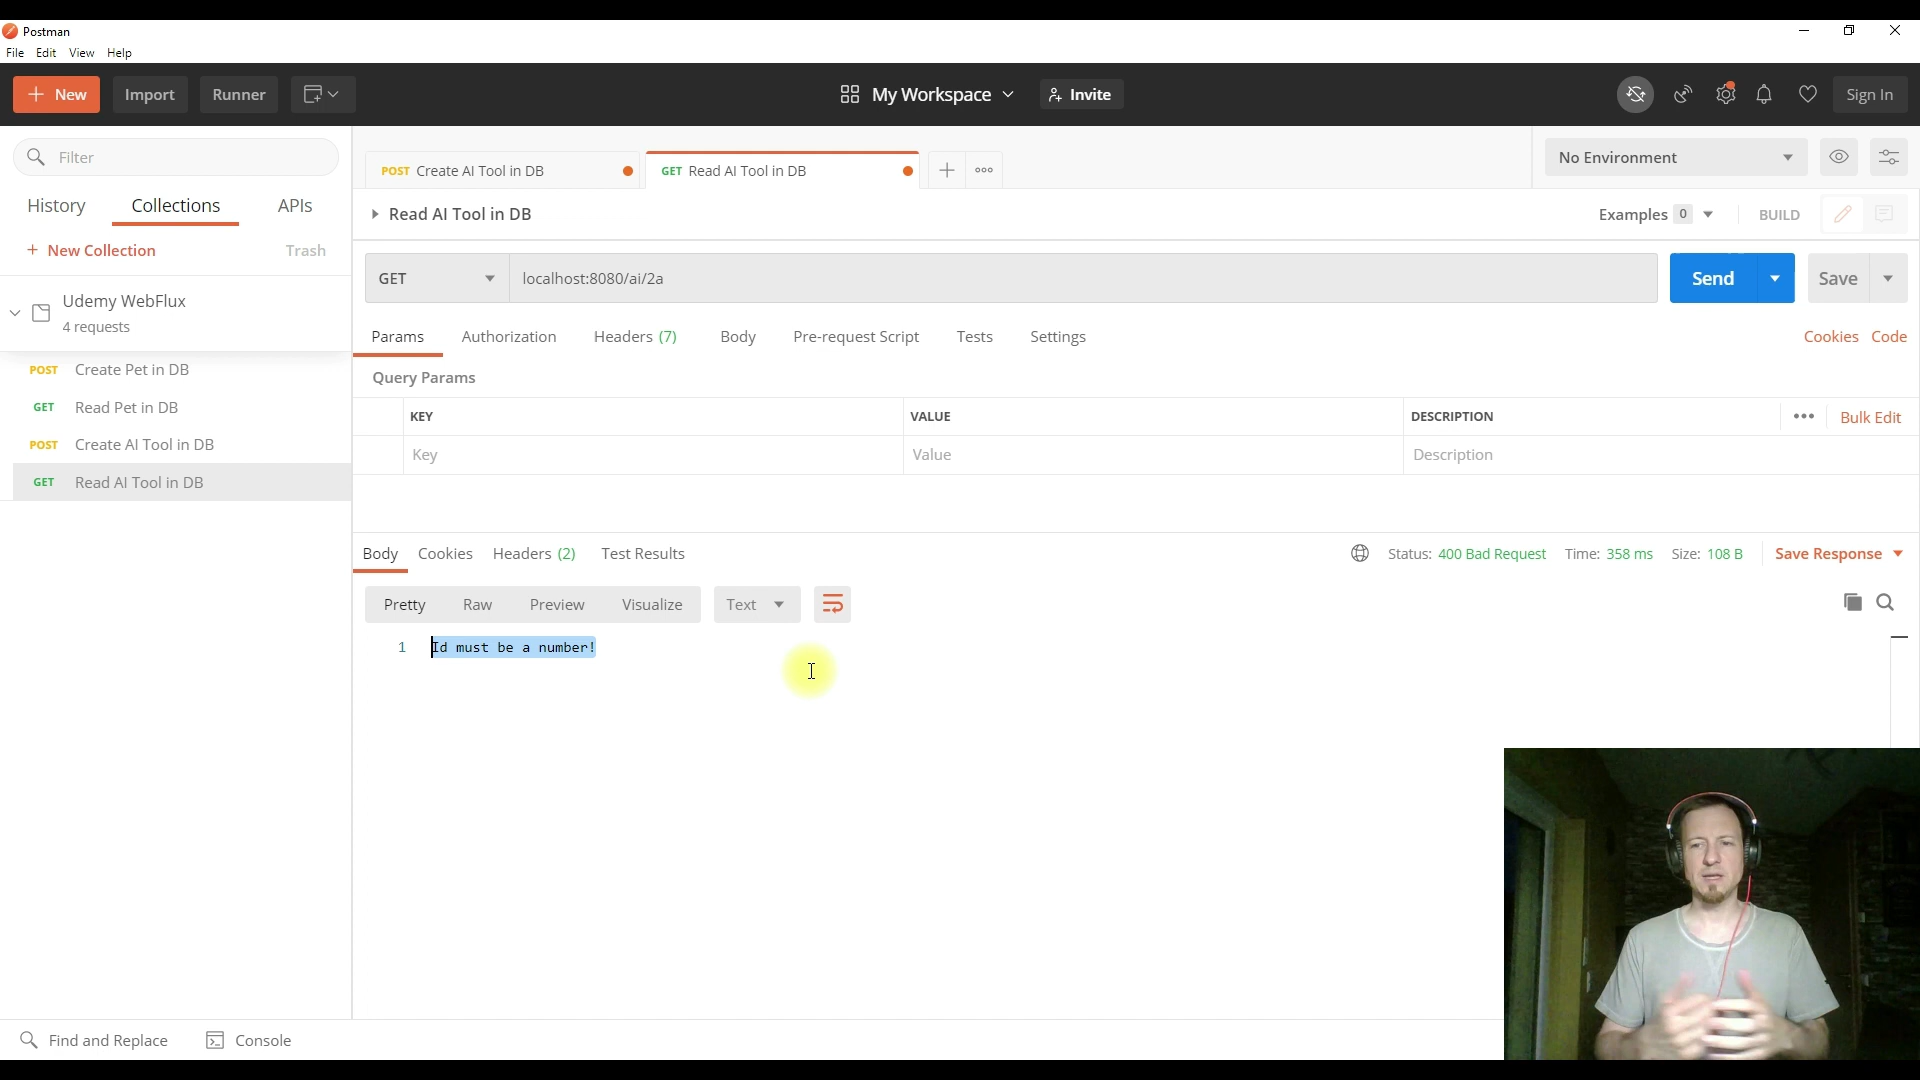 Postman
File Edit View Help
New Import Runner My Workspace Invite Sign In
Filter
History Collections APIs
New Collection Trash
Udemy WebFlux
4 requests
POST Create Pet in DB
GET Read Pet in DB
POST Create AI Tool in DB
GET Read AI Tool in DB
POST Create AI Tool in DB GET Read AI Tool in DB No Environment
Read AI Tool in DB Examples 0 BUILD
GET localhost:8080/ai/2a Send Save
Params Authorization Headers (7) Body Pre-request Script Tests Settings Cookies Code
Query Params
KEY VALUE DESCRIPTION Bulk Edit
Key Value Description
Body Cookies Headers (2) Test Results Status: 400 Bad Request Time: 358 ms Size: 108 B Save Response
Pretty Raw Preview Visualize Text
1 Id must be a number!
Find and Replace Console